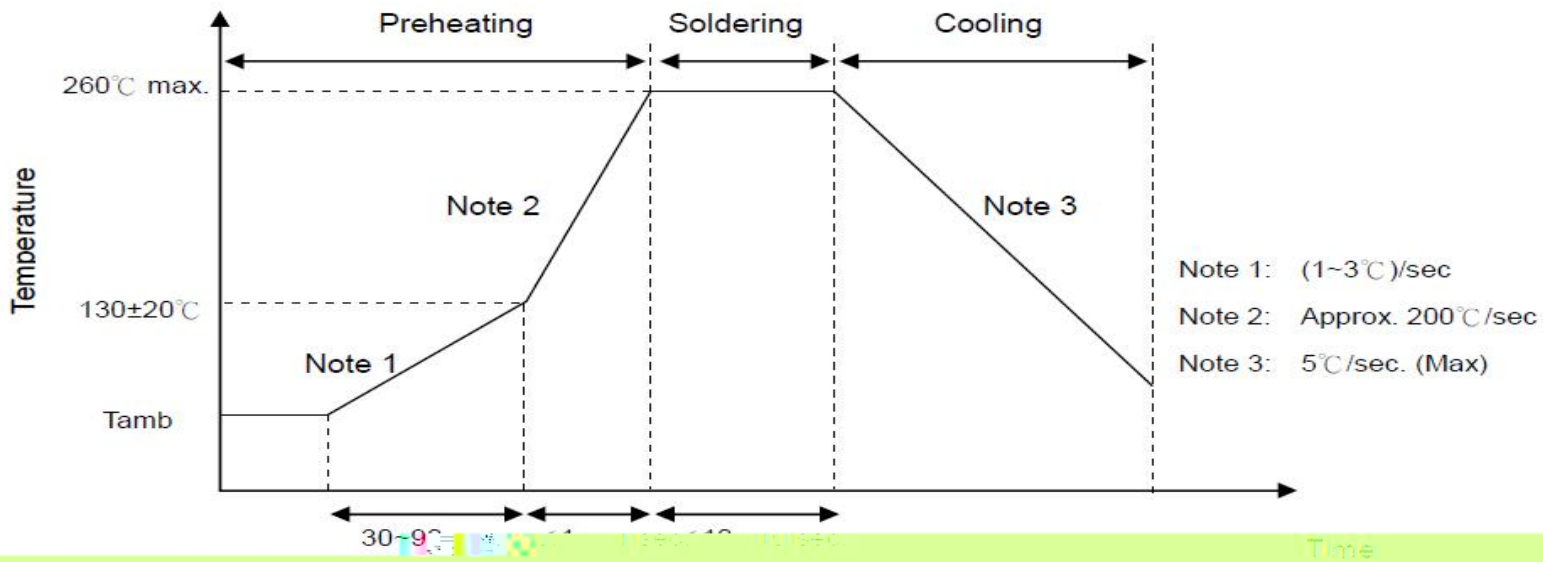 Preheating Soldering Cooling
260℃ max.
Temperature
Note 2
Note 3
130±20℃
Note 1
Tamb
Note 1: (1~3℃)/sec
Note 2: Approx. 200℃/sec
Note 3: 5℃/sec. (Max)
Time